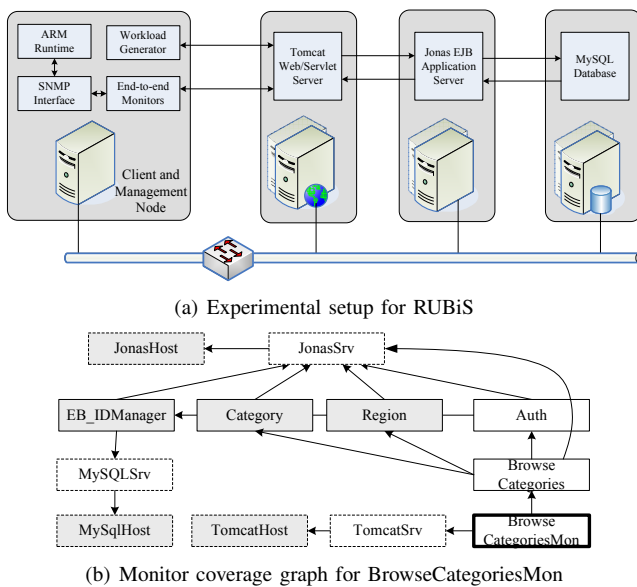 ARM
Runtime
Workload
Generator
SNMP
Interface
End-to-end
Monitors
Client and
Management
Node
Tomcat
Web/Servlet
Server
Jonas EJB
Application
Server
MySQL
Database
(a) Experimental setup for RUBiS
JonasHost
JonasSrv
EB_IDManager
Category
Region
Auth
MySQLSrv
Browse
Categories
MySqlHost
TomcatHost
TomcatSrv
Browse
CategoriesMon
(b) Monitor coverage graph for BrowseCategoriesMon